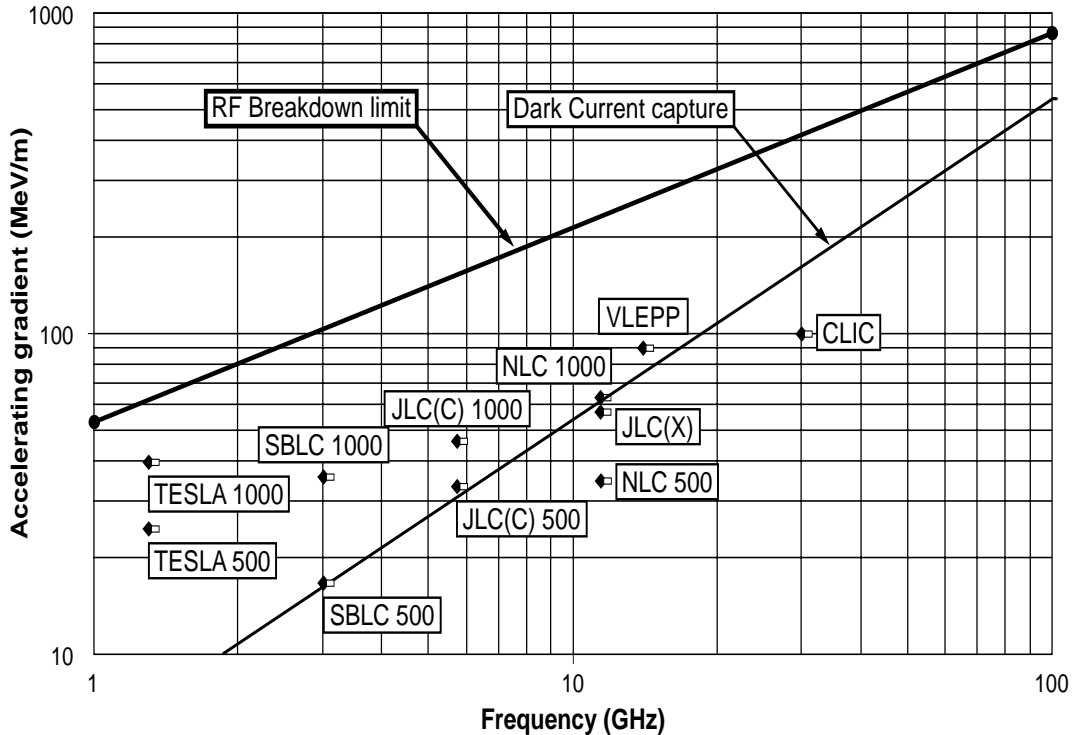 1000
RF Breakdown limit
Dark Current capture
Accelerating gradient (MeV/m)
VLEPP
CLIC
100
NLC 1000
JLC(C) 1000
JLC(X)
SBLC 1000
TESLA 1000
NLC 500
JLC(C) 500
TESLA 500
SBLC 500
10
1
10
100
Frequency (GHz)